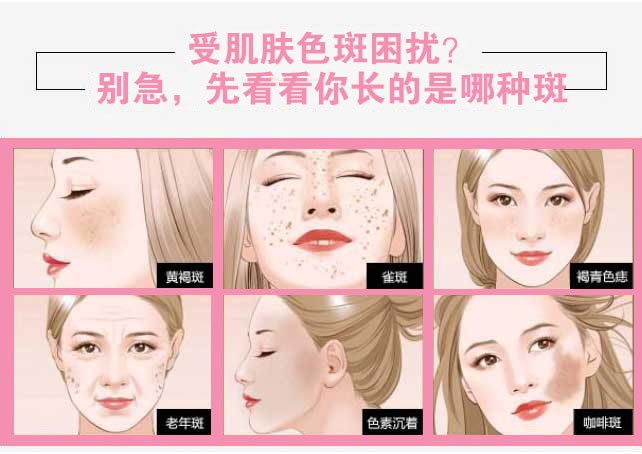 受肌肤色斑困扰?
别急，先看看你长的是哪种斑
黄褐斑
雀斑
褐青色痣
老年斑
色素沉着
咖啡斑